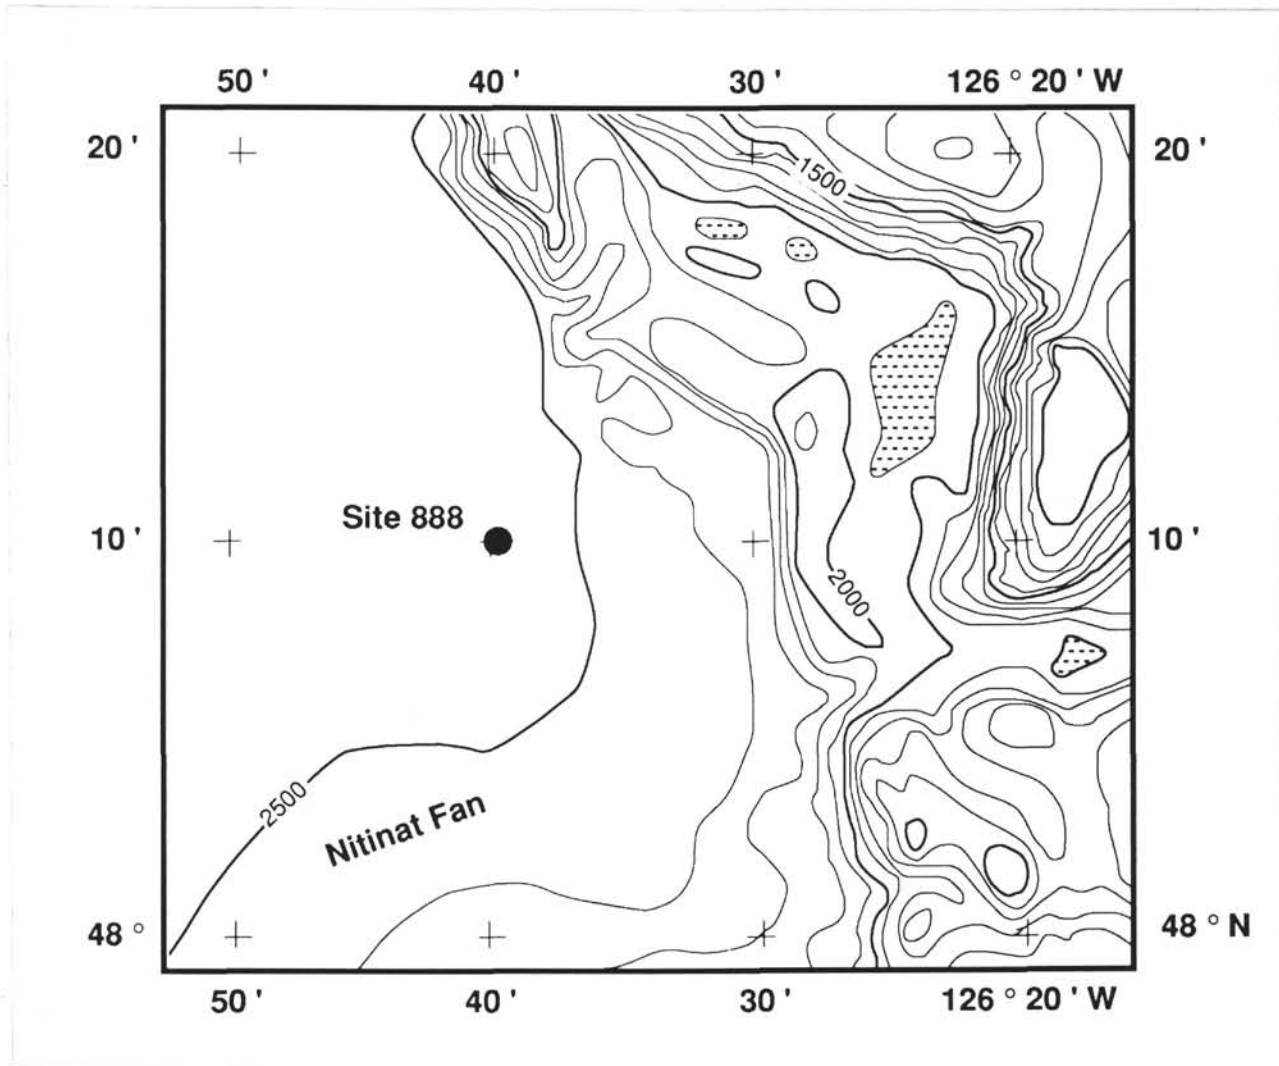 50 ' 40 ' 30 ' 126 ° 20 ' W
20 ' 20 '
1500
Site 888
10 ' 10 '
2000
2500
Nitinat Fan
48 ° 48 ° N
50 ' 40 ' 30 ' 126 ° 20 ' W